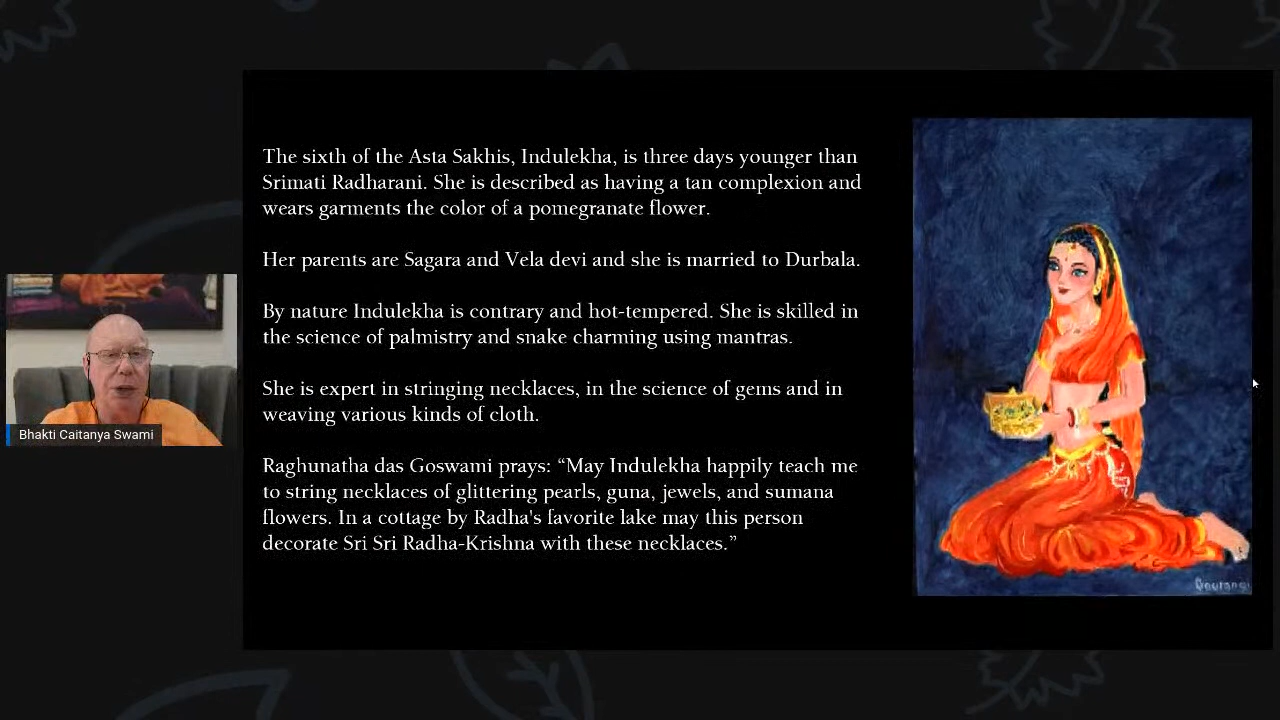 The sixth of the Asta Sakhis, Indulekha, is three days younger than
Srimati Radharani. She is described as having a tan complexion and
wears garments the color of a pomegranate flower.
Her parents are Sagara and Vela devi and she is married to Durbala.
By nature Indulekha is contrary and hot-tempered. She is skilled in
the science of palmistry and snake charming using mantras.
She is expert in stringing necklaces, in the science of gems and in
weaving various kinds of cloth.
Raghunatha das Goswami prays: “May Indulekha happily teach me
to string necklaces of glittering pearls, guna, jewels, and sumana
flowers. In a cottage by Radha's favorite lake may this person
decorate Sri Sri Radha-Krishna with these necklaces.”
Bhakti Caitanya Swami
Gaurangi